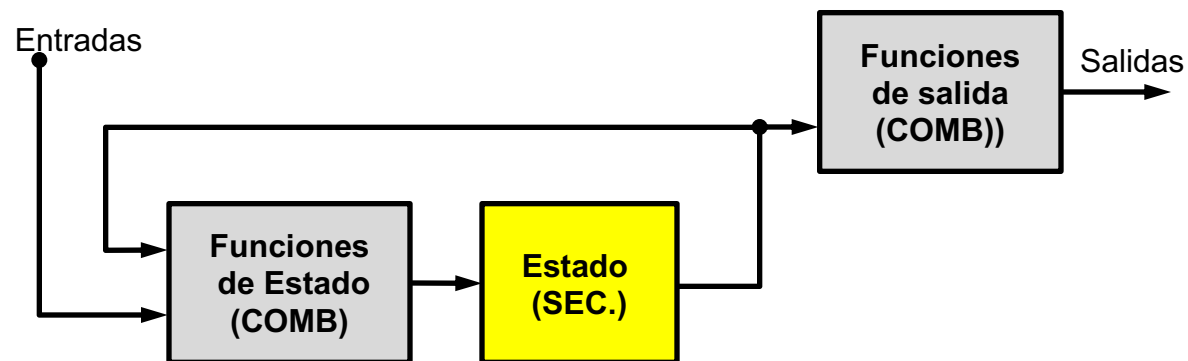 Entradas
Funciones
de salida
(COMB))
Salidas
Funciones
de Estado
(COMB)
Estado
(SEC.)